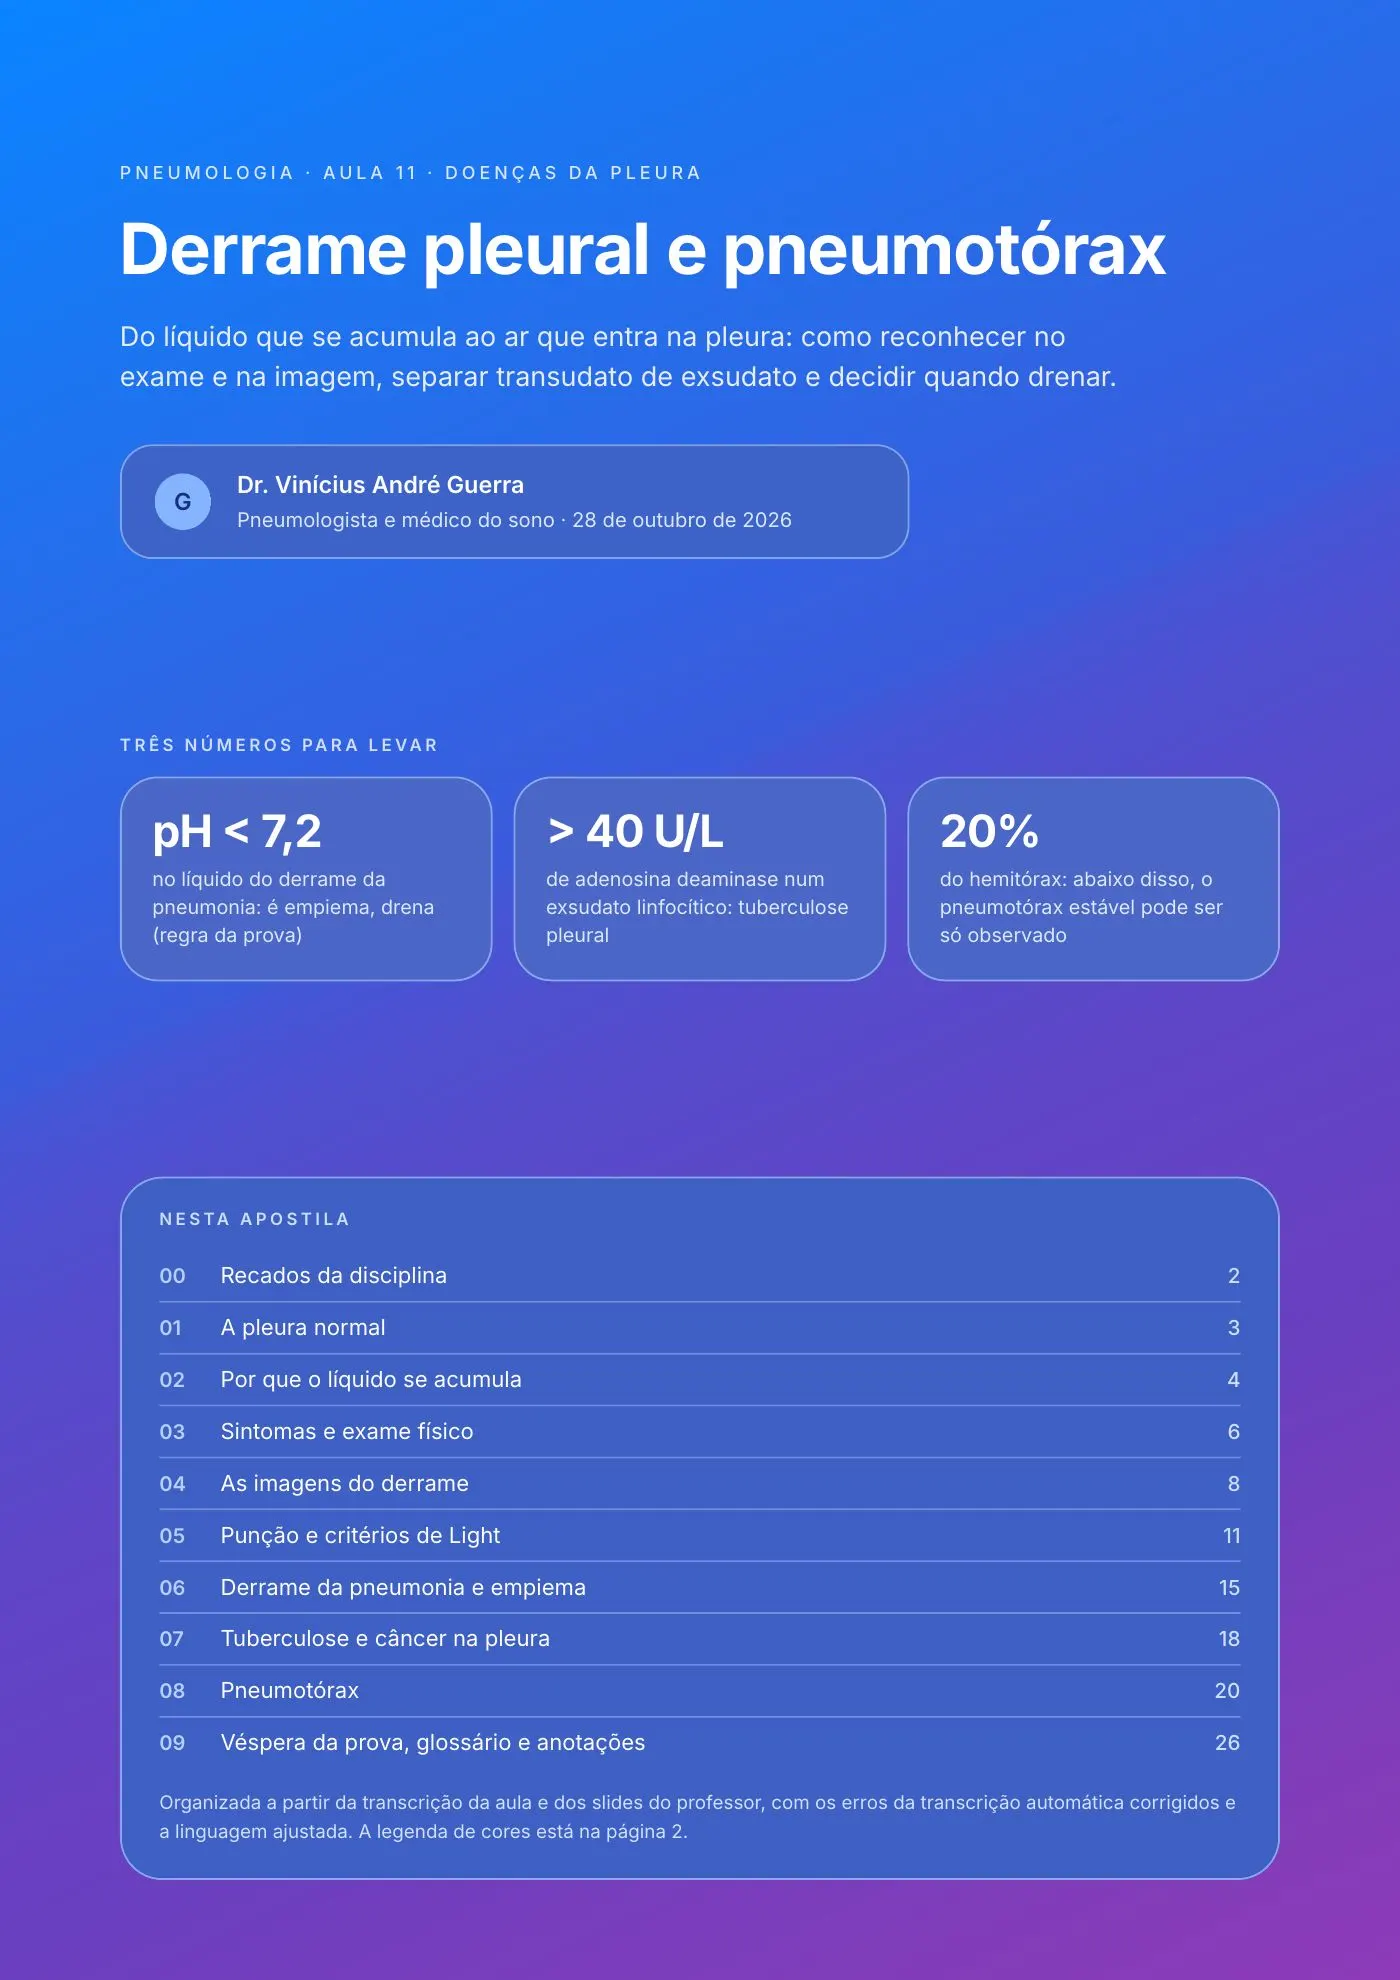 PNEUMOLOGIA · AULA 11 · DOENÇAS DA PLEURA
Derrame pleural e pneumotórax
Do líquido que se acumula ao ar que entra na pleura: como reconhecer no
exame e na imagem, separar transudato de exsudato e decidir quando drenar.
G
Dr. Vinícius André Guerra
Pneumologista e médico do sono · 28 de outubro de 2026
TRÊS NÚMEROS PARA LEVAR
pH < 7,2
no líquido do derrame da
pneumonia: é empiema, drena
(regra da prova)
> 40 U/L
de adenosina deaminase num
exsudato linfocítico: tuberculose
pleural
20%
do hemitórax: abaixo disso, o
pneumotórax estável pode ser
só observado
NESTA APOSTILA
00 Recados da disciplina 2
01 A pleura normal 3
02 Por que o líquido se acumula 4
03 Sintomas e exame físico 6
04 As imagens do derrame 8
05 Punção e critérios de Light 11
06 Derrame da pneumonia e empiema 15
07 Tuberculose e câncer na pleura 18
08 Pneumotórax 20
09 Véspera da prova, glossário e anotações 26
Organizada a partir da transcrição da aula e dos slides do professor, com os erros da transcrição automática corrigidos e
a linguagem ajustada. A legenda de cores está na página 2.